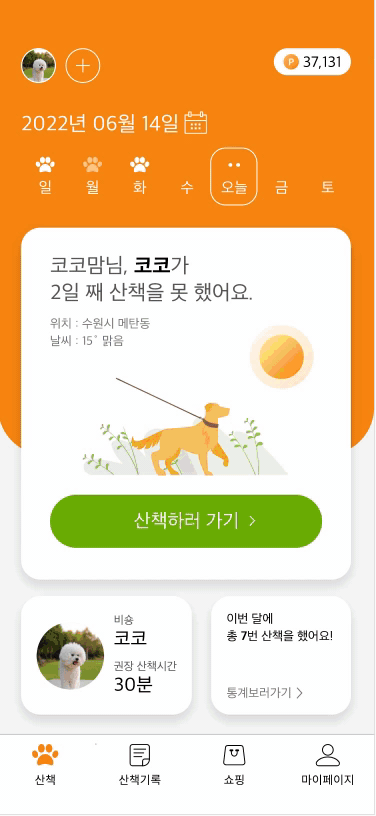 P 37,131
2022년 06월 14일
일 월 화 수 오늘 금 토
코코맘님, 코코가
2일 째 산책을 못 했어요.
위치 : 수원시 메탄동
날씨 : 15˚ 맑음
산책하러 가기 >
비숑
코코
권장 산책시간
30분
이번 달에
총 7번 산책을 했어요!
통계보러가기 >
산책 산책기록 쇼핑 마이페이지